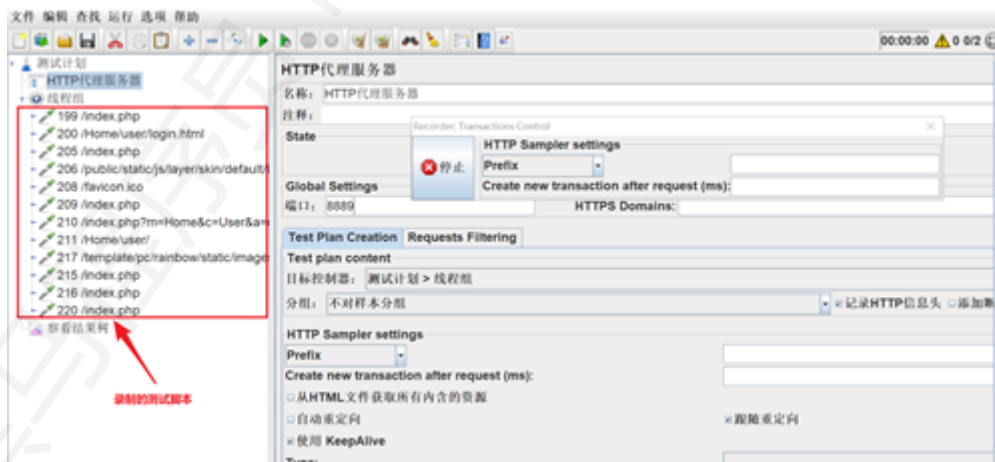 文件 编辑 查找 运行 选项 帮助
00:00:00 0 0/2
测试计划
HTTP代理服务器
线程组
199 /index.php
200 /Home/user/login.html
205 /index.php
206 /public/static/js/layer/skin/default/
208 /favicon.ico
209 /index.php
210 /index.php?m=Home&c=User&a=
211 /Home/user/
217 /template/pc/rainbow/static/image
215 /index.php
216 /index.php
220 /index.php
察看结果树
录制的测试脚本
HTTP代理服务器
名称: HTTP代理服务器
注释:
State
Recorder: Transactions Control
停止
HTTP Sampler settings
Prefix
Create new transaction after request (ms):
Global Settings
端口: 8889
HTTPS Domains:
Test Plan Creation Requests Filtering
Test plan content
目标控制器: 测试计划 > 线程组
分组: 不对样本分组
记录HTTP信息头 添加断
HTTP Sampler settings
Prefix
Create new transaction after request (ms):
从HTML文件获取所有内含的资源
自动重定向 跟随重定向
使用 KeepAlive
Type: